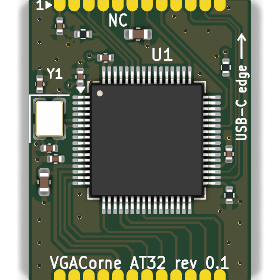 1▶
NC
U1
Y1
USB-C edge →
VGACorne AT32 rev 0.1